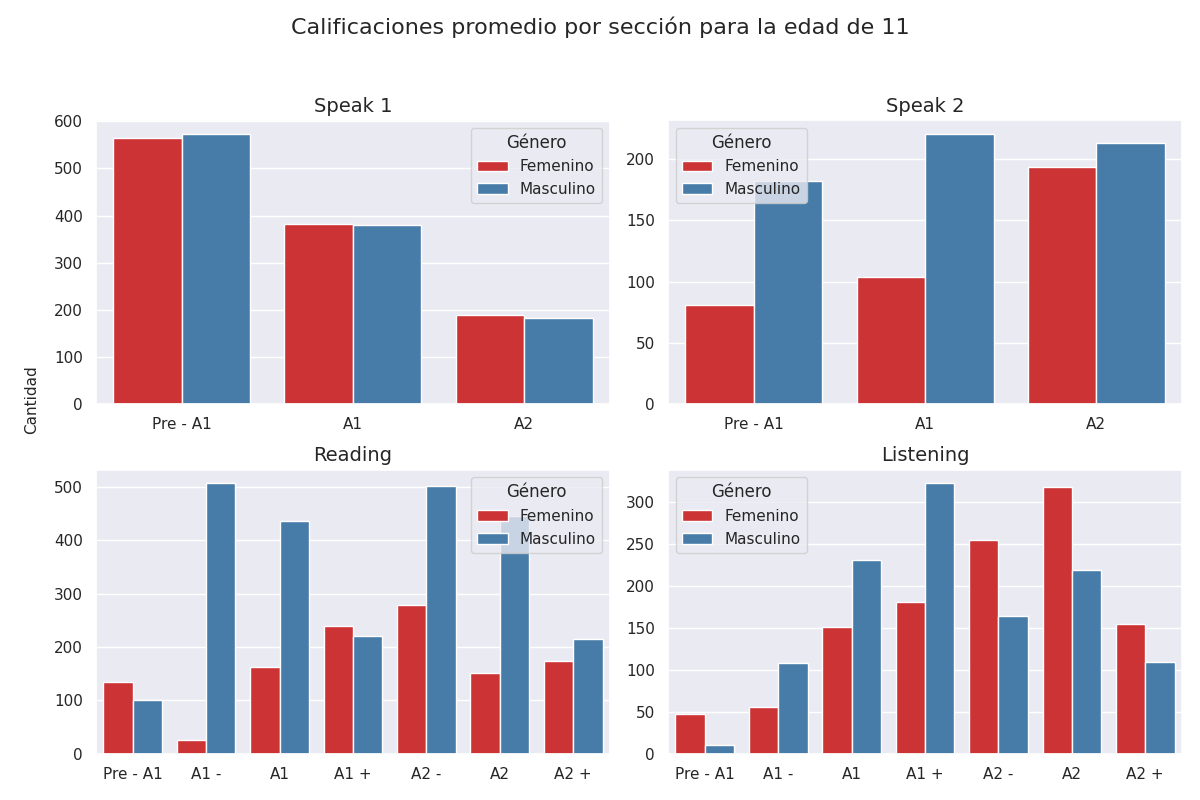 Calificaciones promedio por sección para la edad de 11
Cantidad
Speak 1
600
500
400
300
200
100
0
Género
Femenino
Masculino
Pre - A1 A1 A2
Speak 2
200
150
100
50
0
Género
Femenino
Masculino
Pre - A1 A1 A2
Reading
500
400
300
200
100
0
Género
Femenino
Masculino
Pre - A1 A1 - A1 A1 + A2 - A2 A2 +
Listening
300
250
200
150
100
50
0
Género
Femenino
Masculino
Pre - A1 A1 - A1 A1 + A2 - A2 A2 +